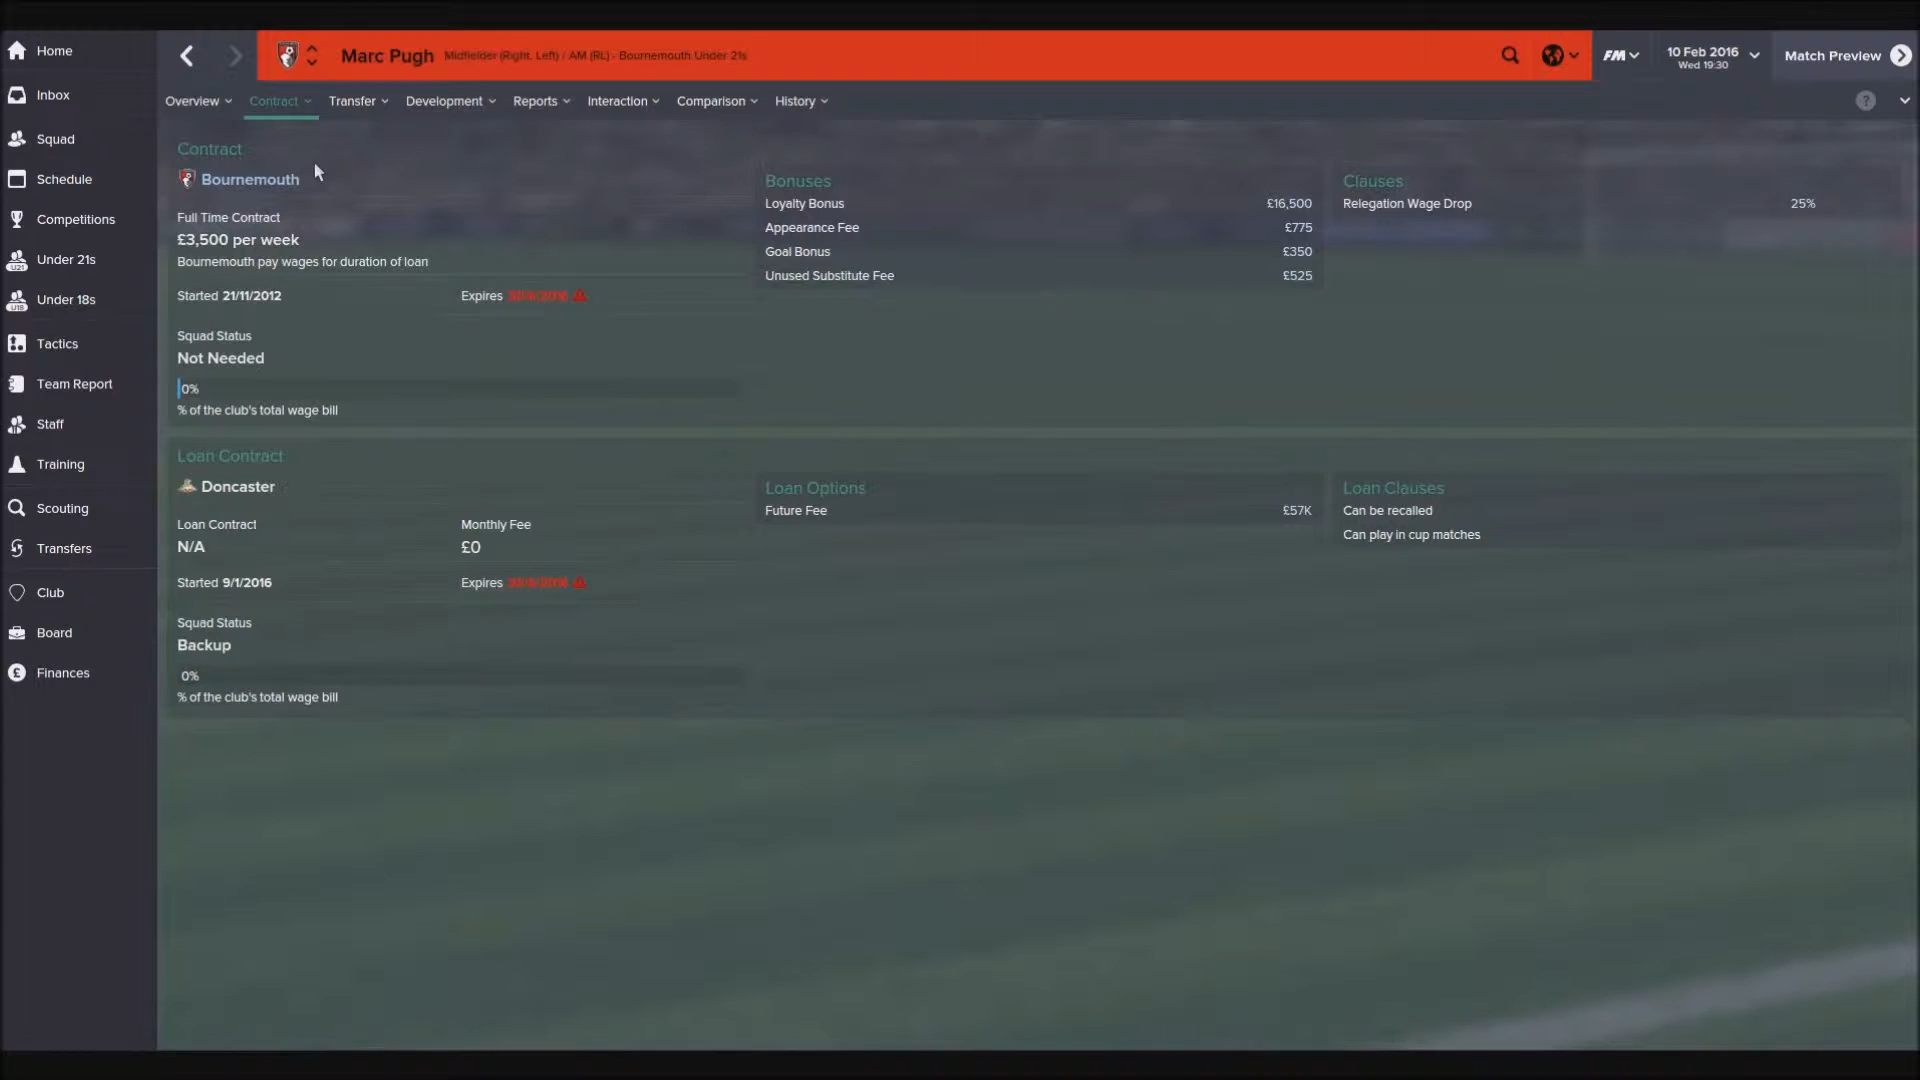 Home
Inbox
Squad
Schedule
Competitions
U21 Under 21s
U18 Under 18s
Tactics
Team Report
Staff
Training
Scouting
Transfers
Club
Board
£ Finances
Marc Pugh Midfielder (Right, Left) / AM (RL) - Bournemouth Under 21s
FM
10 Feb 2016
Wed 19:30
Match Preview
Overview Contract Transfer Development Reports Interaction Comparison History ?
Contract
Bournemouth
Full Time Contract
£3,500 per week
Bournemouth pay wages for duration of loan
Started 21/11/2012 Expires
Squad Status
Not Needed
0%
% of the club's total wage bill
Bonuses
Loyalty Bonus £16,500
Appearance Fee £775
Goal Bonus £350
Unused Substitute Fee £525
Clauses
Relegation Wage Drop 25%
Loan Contract
Doncaster
Loan Contract Monthly Fee
N/A £0
Started 9/1/2016 Expires
Squad Status
Backup
0%
% of the club's total wage bill
Loan Options
Future Fee £57K
Loan Clauses
Can be recalled
Can play in cup matches